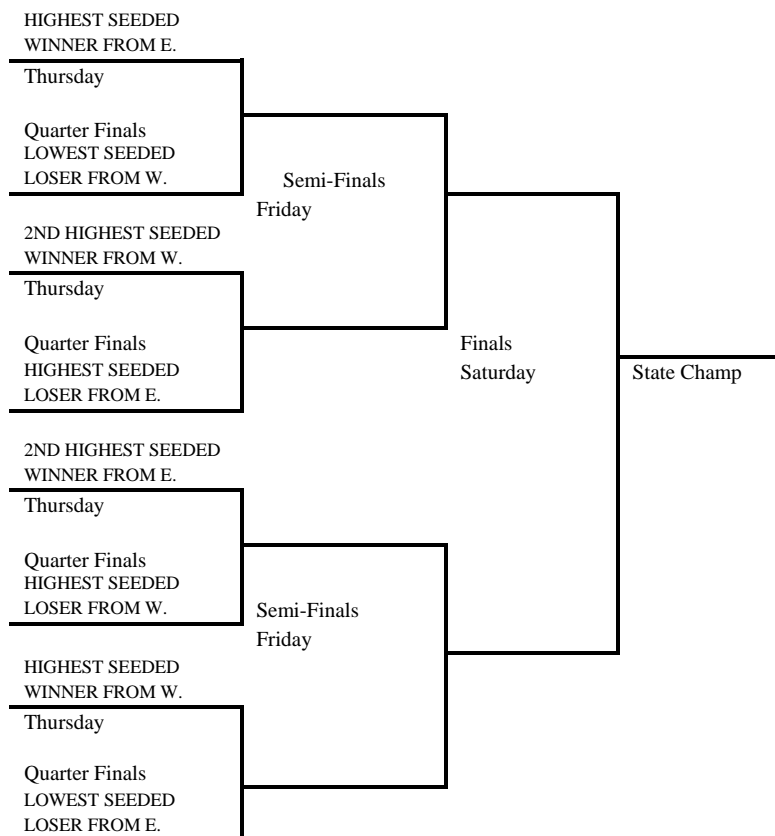 HIGHEST SEEDED
WINNER FROM E.
Thursday
Quarter Finals
LOWEST SEEDED
LOSER FROM W.
Semi-Finals
Friday
2ND HIGHEST SEEDED
WINNER FROM W.
Thursday
Quarter Finals
HIGHEST SEEDED
LOSER FROM E.
Finals
Saturday
State Champ
2ND HIGHEST SEEDED
WINNER FROM E.
Thursday
Quarter Finals
HIGHEST SEEDED
LOSER FROM W.
Semi-Finals
Friday
HIGHEST SEEDED
WINNER FROM W.
Thursday
Quarter Finals
LOWEST SEEDED
LOSER FROM E.